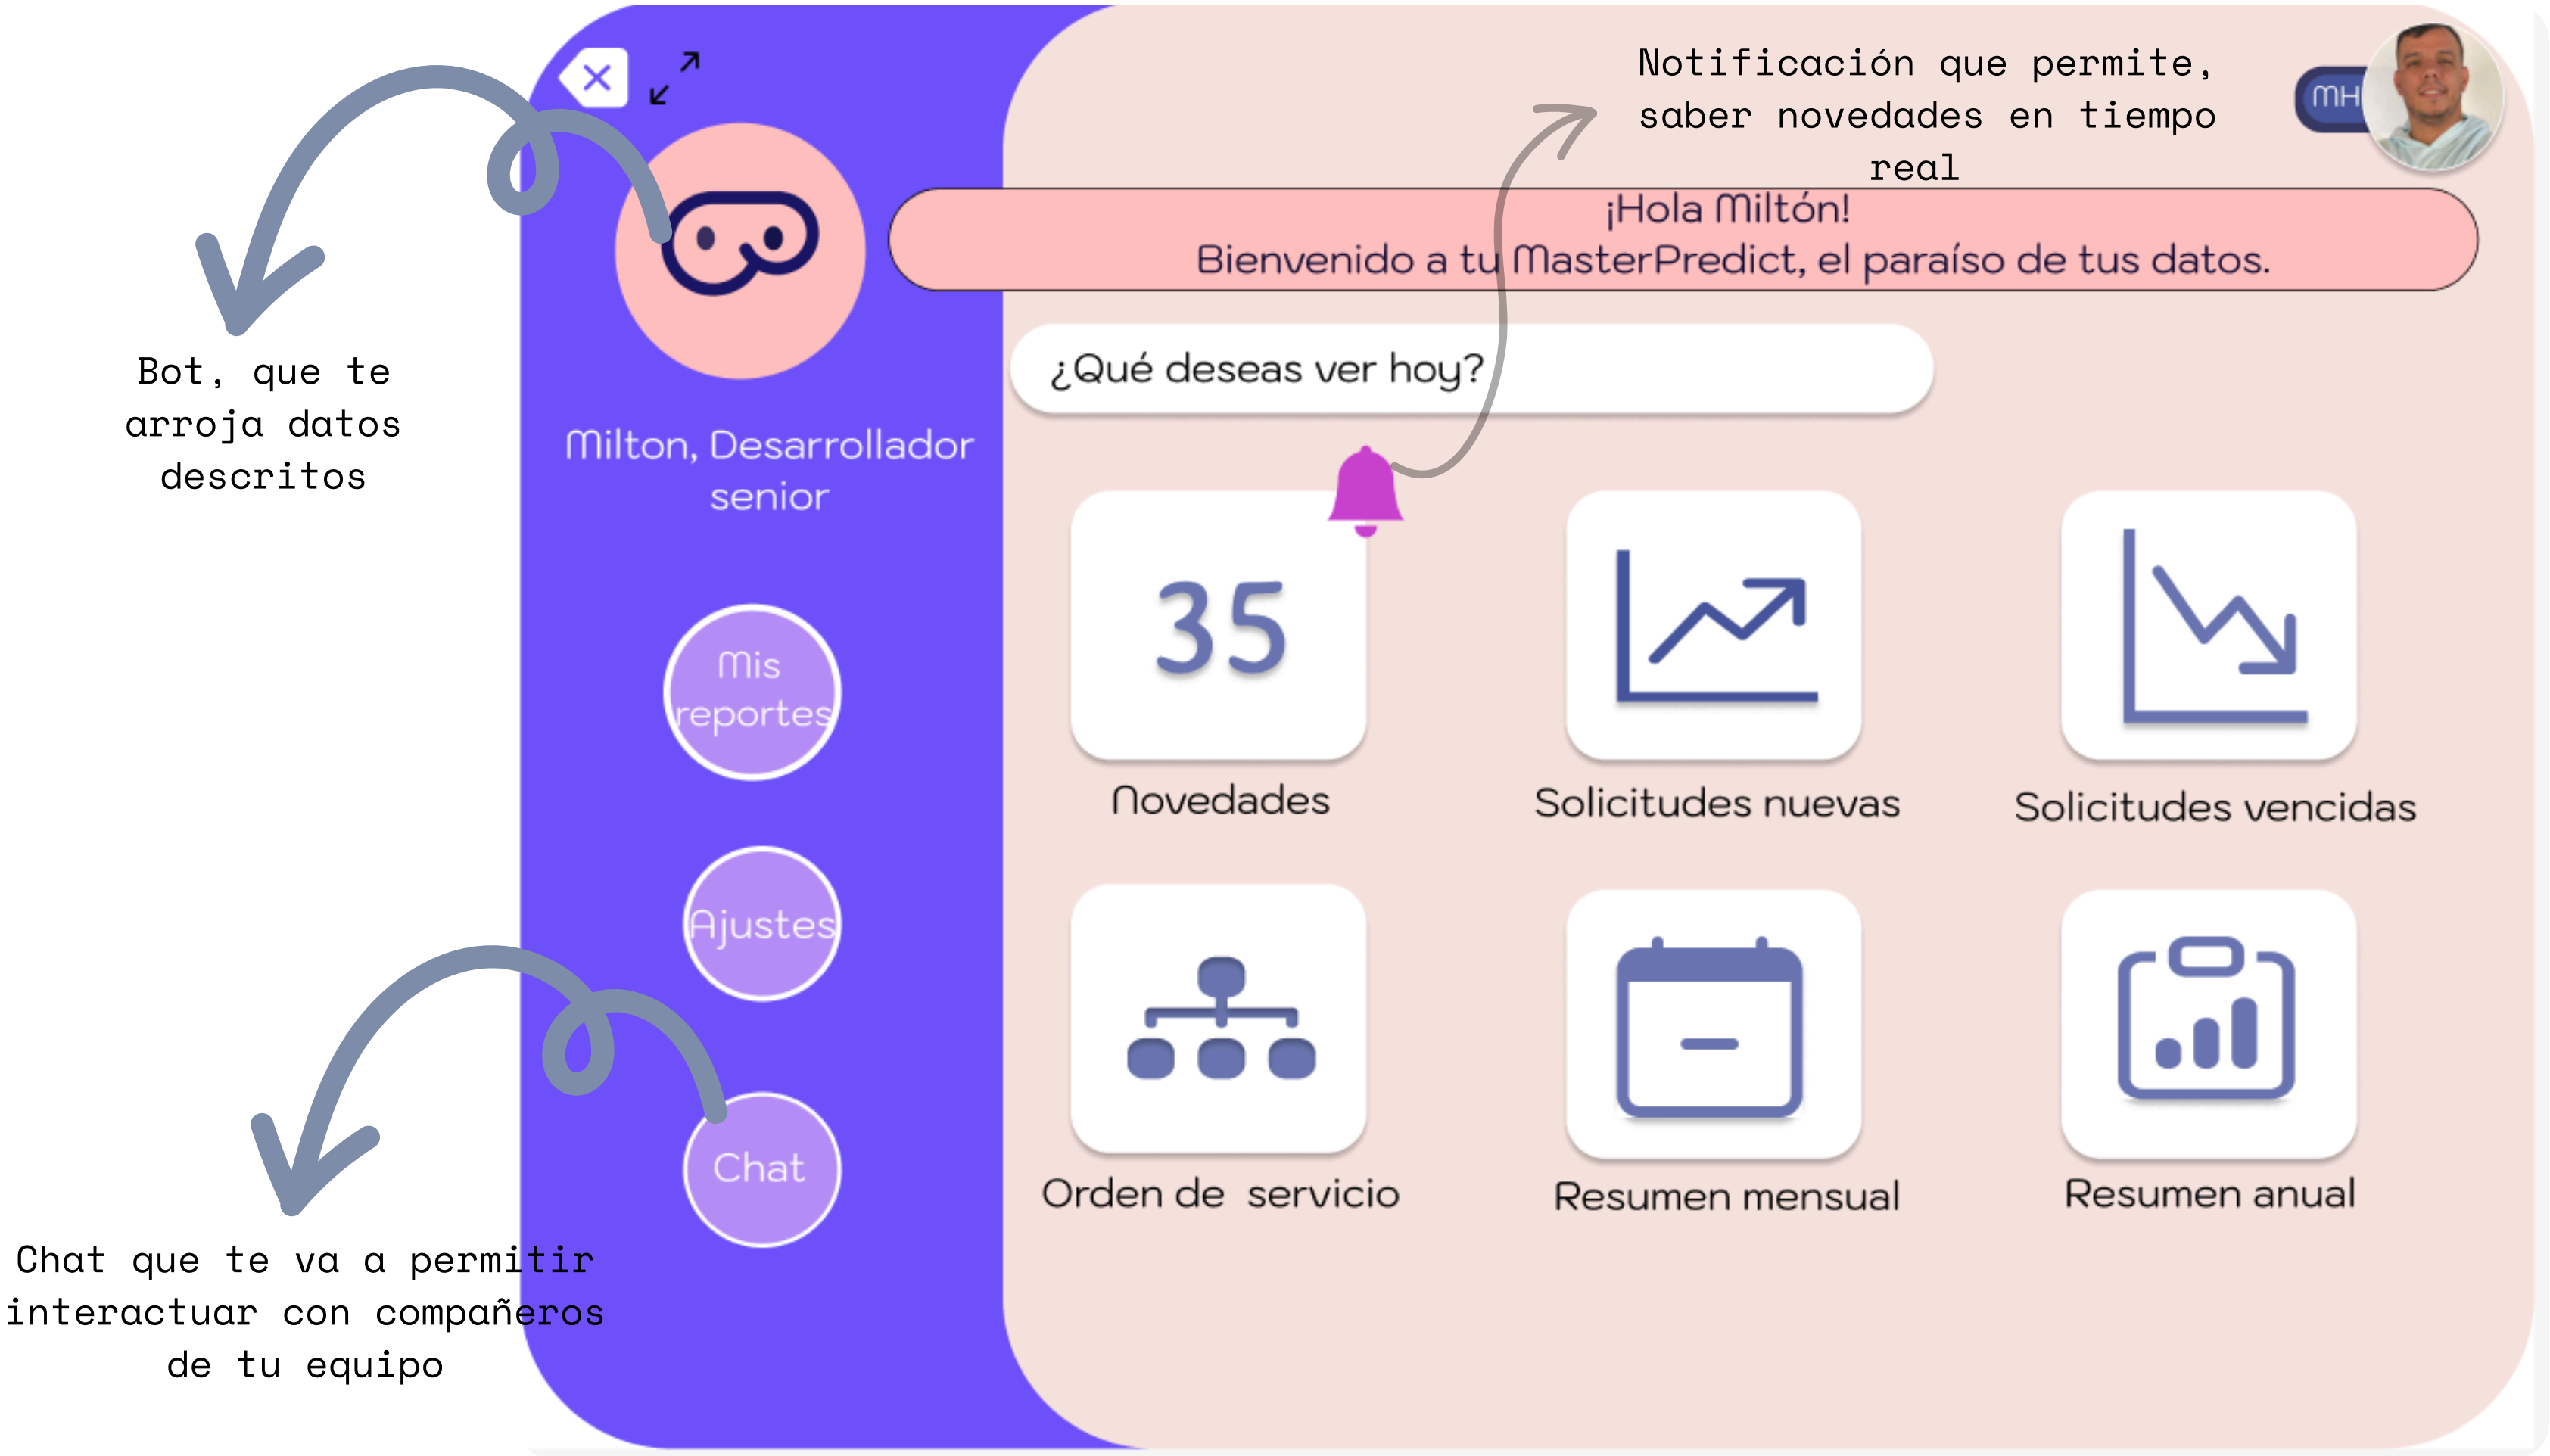 Notificación que permite,
saber novedades en tiempo
real
MH
¡Hola Miltón!
Bienvenido a tu MasterPredict, el paraíso de tus datos.
¿Qué deseas ver hoy?
Bot, que te
arroja datos
descritos
Milton, Desarrollador
senior
Mis
reportes
Ajustes
Chat
Chat que te va a permitir
interactuar con compañeros
de tu equipo
35
Novedades
Solicitudes nuevas
Solicitudes vencidas
Orden de  servicio
Resumen mensual
Resumen anual